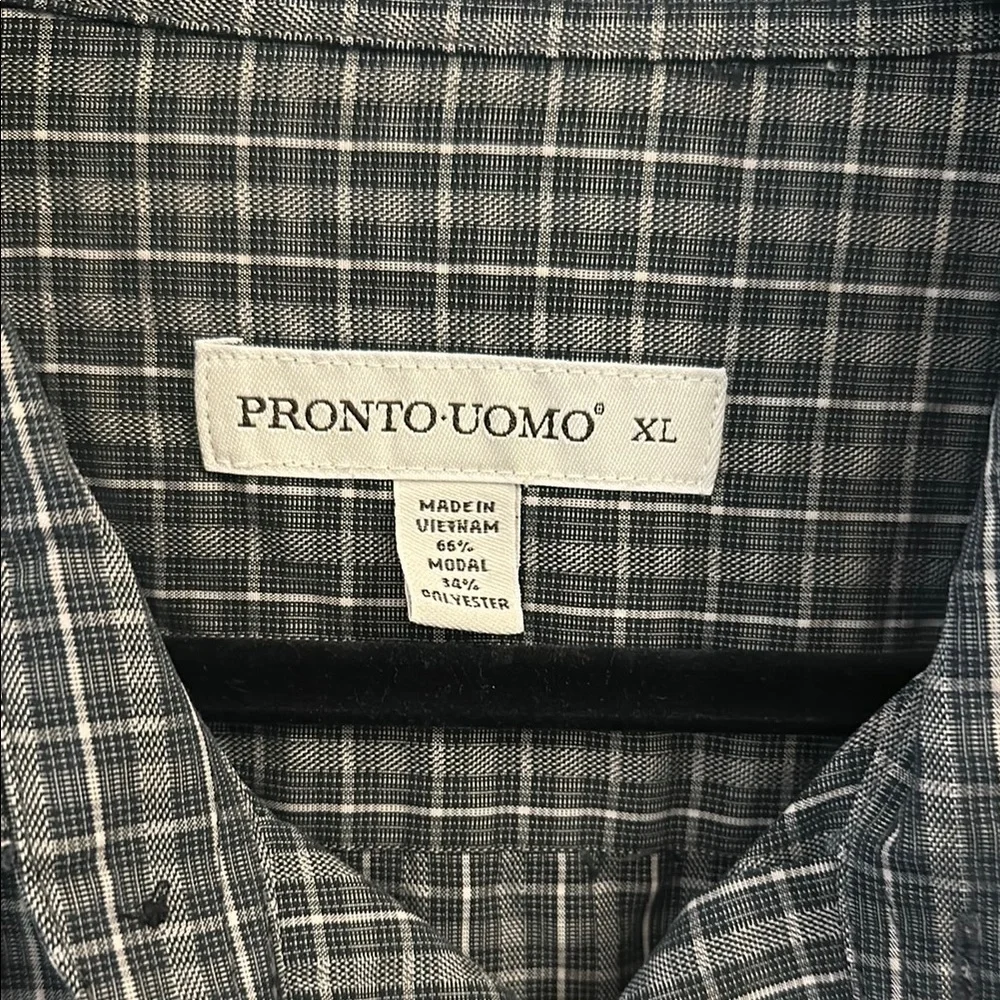 PRONTO·UOMO® XL
MADE IN
VIETNAM
66%
MODAL
34%
POLYESTER